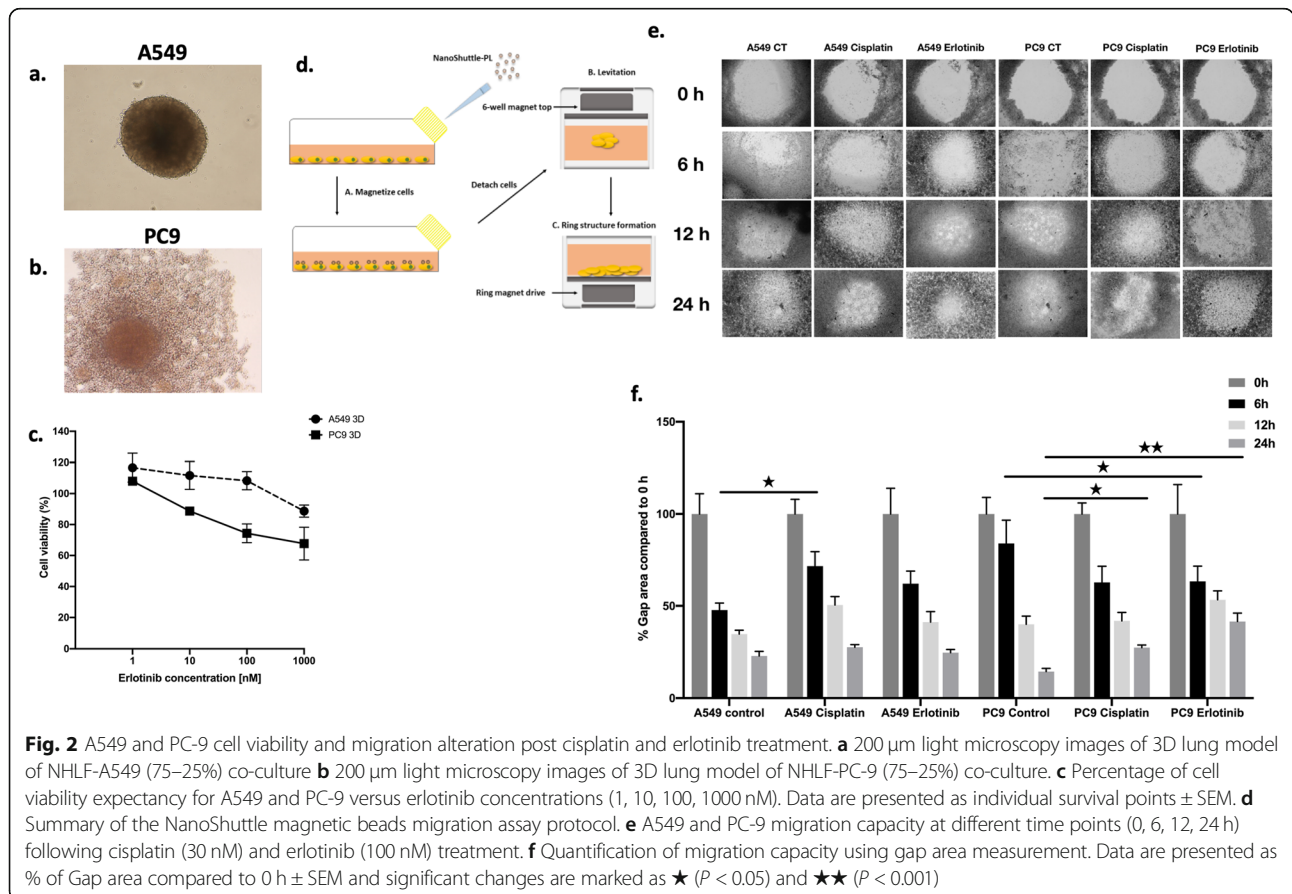 A549
a.
PC9
b.
c.
A549 3D
PC9 3D
140
120
100
80
60
40
20
0
Cell viability (%)
1
10
100
1000
Erlotinib concentration [nM]
d.
NanoShuttle-PL
A. Magnetize cells
Detach cells
B. Levitation
6-well magnet top
C. Ring structure formation
Ring magnet drive
e.
A549 CT
A549 Cisplatin
A549 Erlotinib
PC9 CT
PC9 Cisplatin
PC9 Erlotinib
0 h
6 h
12 h
24 h
f.
0h
6h
12h
24h
150
100
50
0
% Gap area compared to 0 h
★
★
★
★★
A549 control
A549 Cisplatin
A549 Erlotinib
PC9 Control
PC9 Cisplatin
PC9 Erlotinib
Fig. 2 A549 and PC-9 cell viability and migration alteration post cisplatin and erlotinib treatment. a 200 μm light microscopy images of 3D lung model
of NHLF-A549 (75–25%) co-culture b 200 μm light microscopy images of 3D lung model of NHLF-PC-9 (75–25%) co-culture. c Percentage of cell
viability expectancy for A549 and PC-9 versus erlotinib concentrations (1, 10, 100, 1000 nM). Data are presented as individual survival points ± SEM. d
Summary of the NanoShuttle magnetic beads migration assay protocol. e A549 and PC-9 migration capacity at different time points (0, 6, 12, 24 h)
following cisplatin (30 nM) and erlotinib (100 nM) treatment. f Quantification of migration capacity using gap area measurement. Data are presented as
% of Gap area compared to 0 h ± SEM and significant changes are marked as ★ (P < 0.05) and ★★ (P < 0.001)